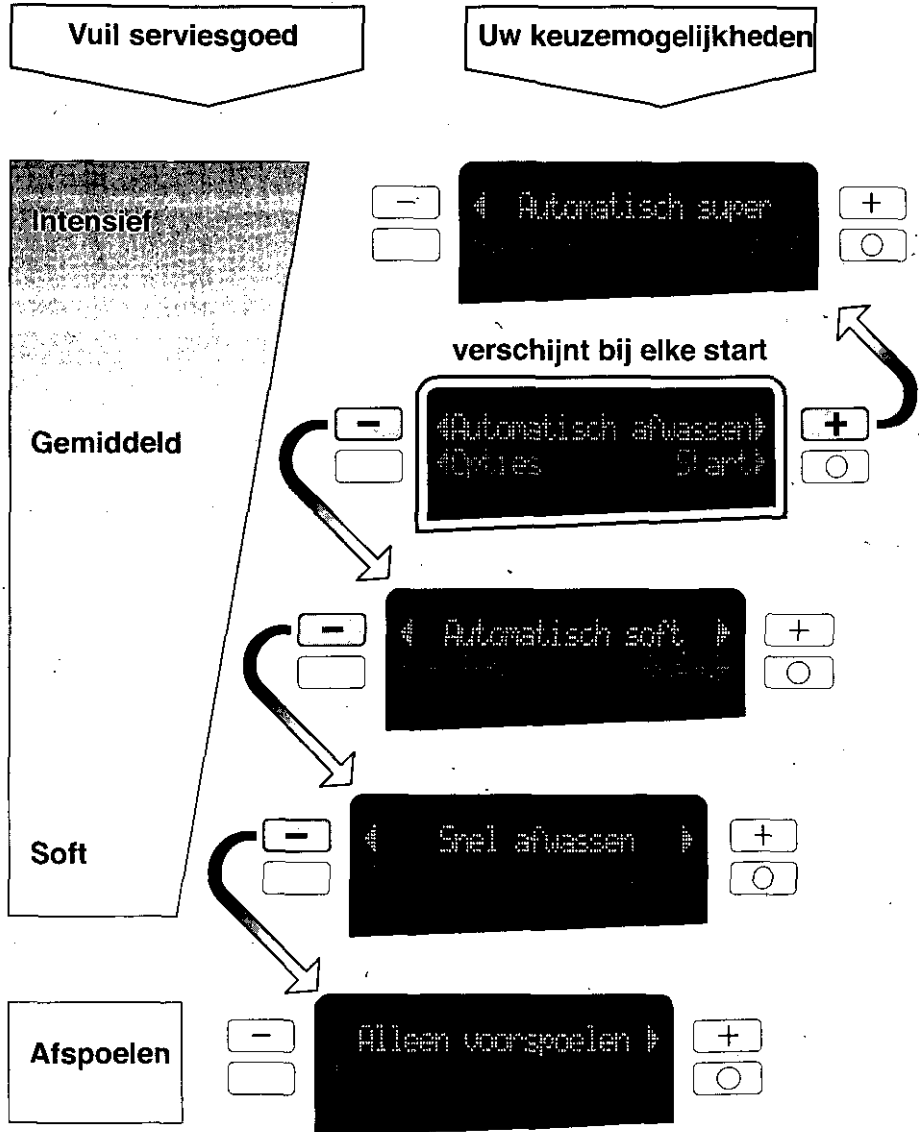 Vuil serviesgoed
Uw keuzemogelijkheden
Intensief
− ◀ Automatisch super +
verschijnt bij elke start
Gemiddeld
− ◀Automatisch afwassen▶ +
◀Opties Start▶
− ◀ Automatisch soft ▶ +
Soft
− ◀ Snel afwassen ▶ +
Afspoelen
− Alleen voorspoelen ▶ +